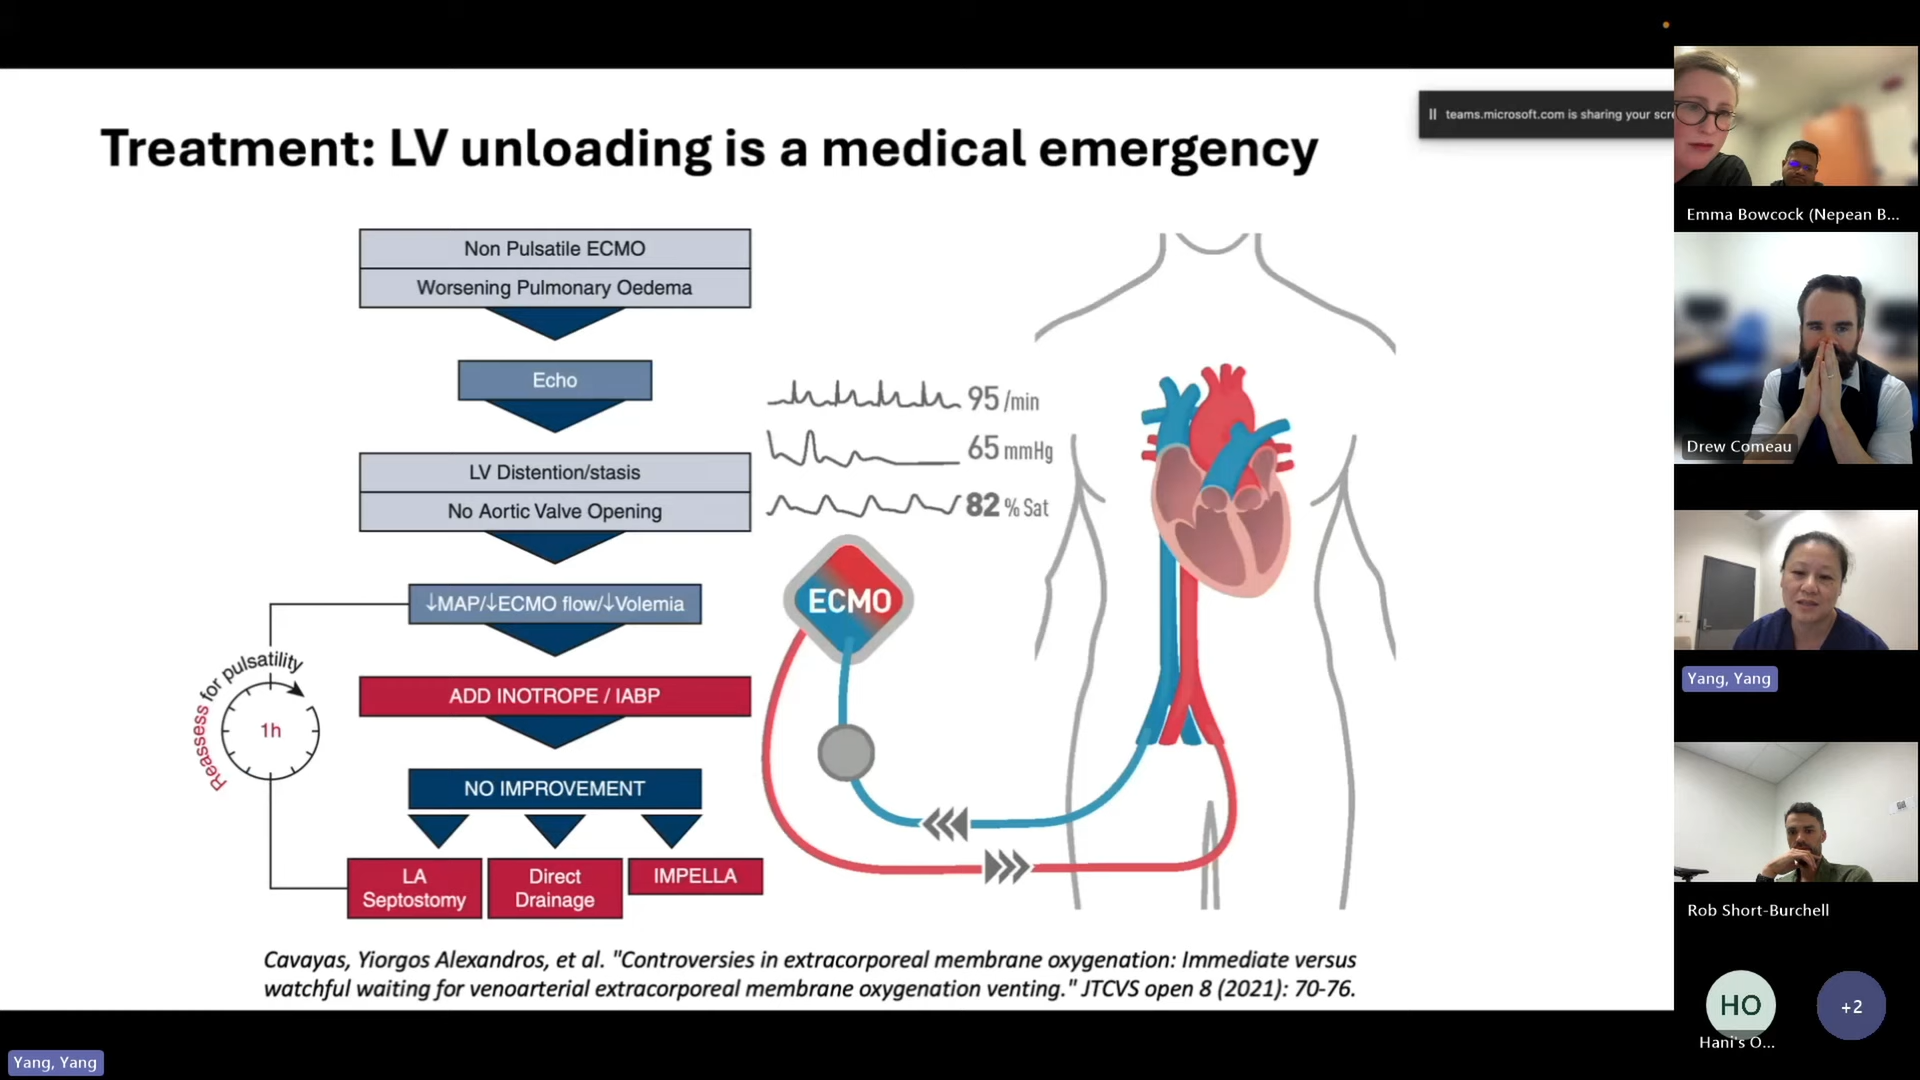 teams.microsoft.com is sharing your scre
Treatment: LV unloading is a medical emergency
Non Pulsatile ECMO
Worsening Pulmonary Oedema
Echo
LV Distention/stasis
No Aortic Valve Opening
↓MAP/↓ECMO flow/↓Volemia
Reassess for pulsatility
1h
ADD INOTROPE / IABP
NO IMPROVEMENT
LA
Septostomy
Direct
Drainage
IMPELLA
95 /min
65 mmHg
82 % Sat
ECMO
Cavayas, Yiorgos Alexandros, et al. "Controversies in extracorporeal membrane oxygenation: Immediate versus
watchful waiting for venoarterial extracorporeal membrane oxygenation venting." JTCVS open 8 (2021): 70-76.
Emma Bowcock (Nepean B...
Drew Comeau
Yang, Yang
Rob Short-Burchell
HO
+2
Hani's O...
Yang, Yang